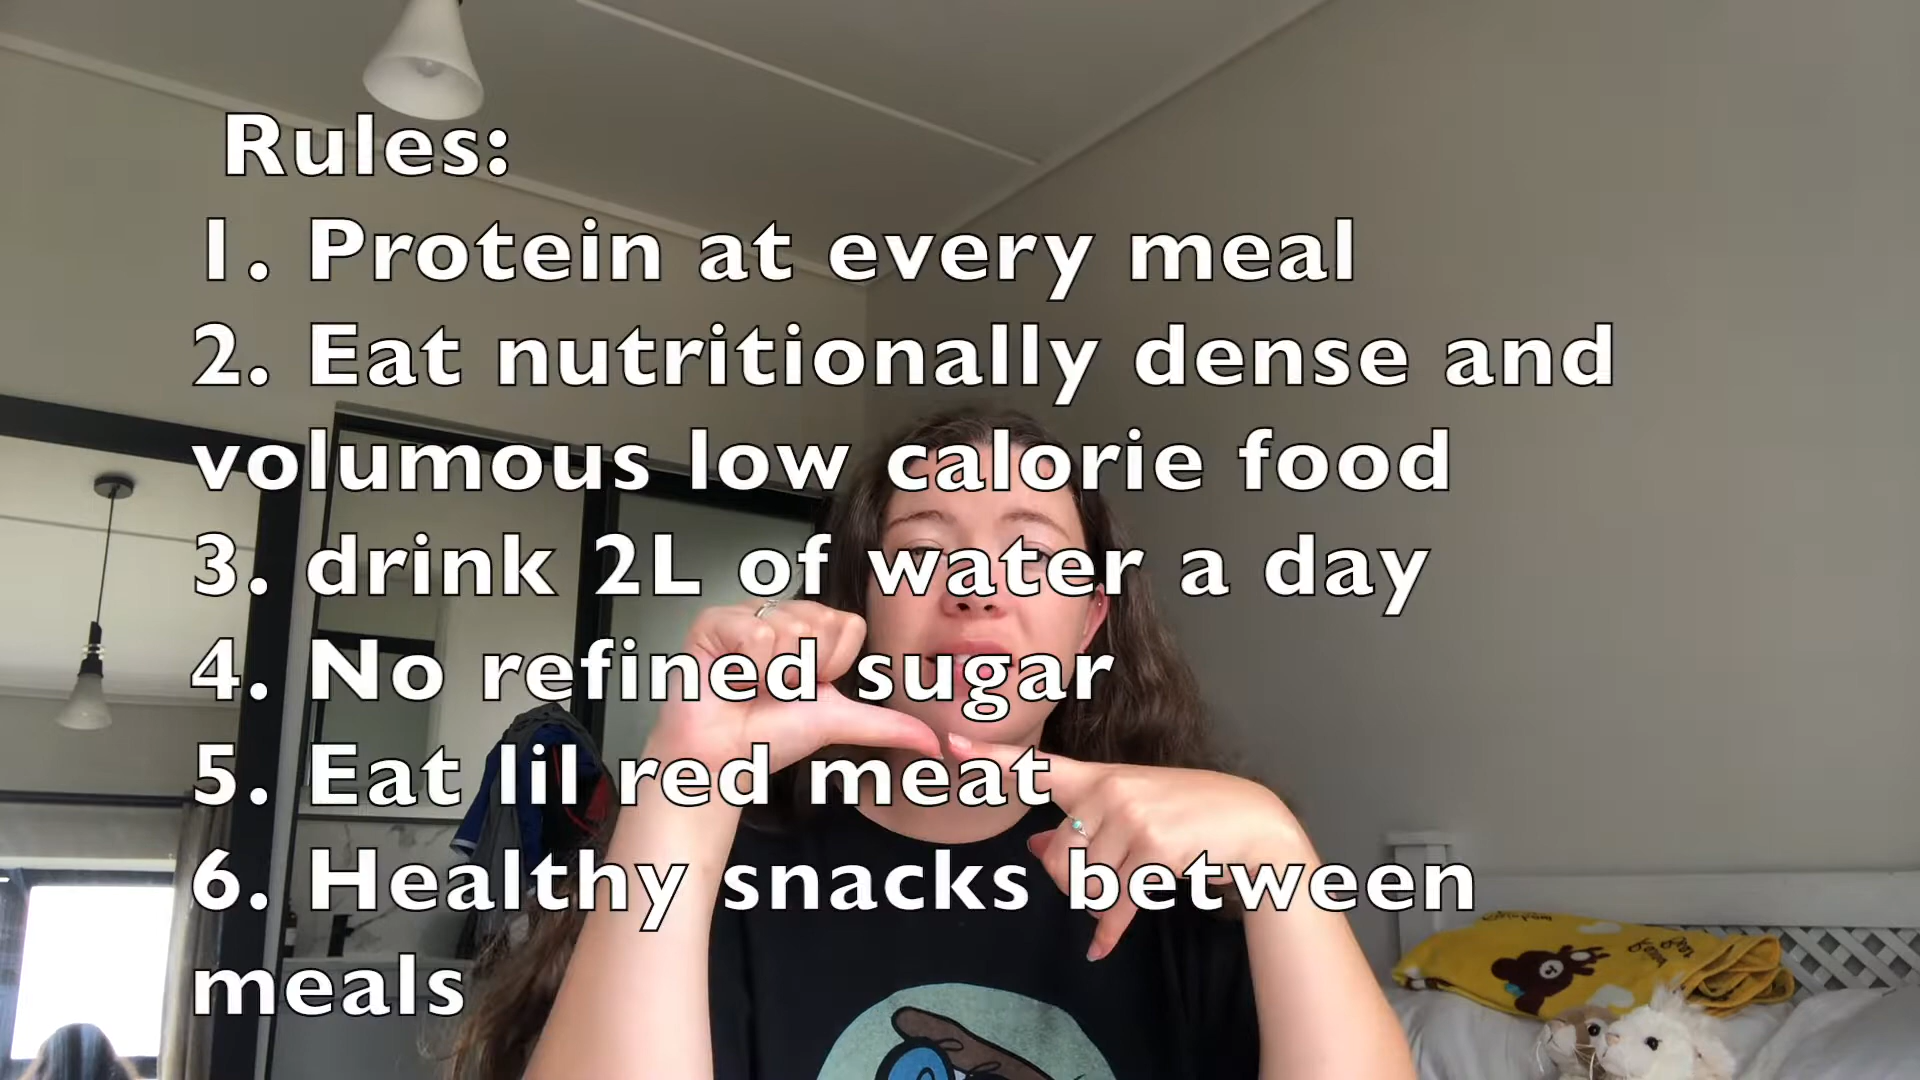 Rules:
1. Protein at every meal
2. Eat nutritionally dense and
volumous low calorie food
3. drink 2L of water a day
4. No refined sugar
5. Eat lil red meat
6. Healthy snacks between
meals